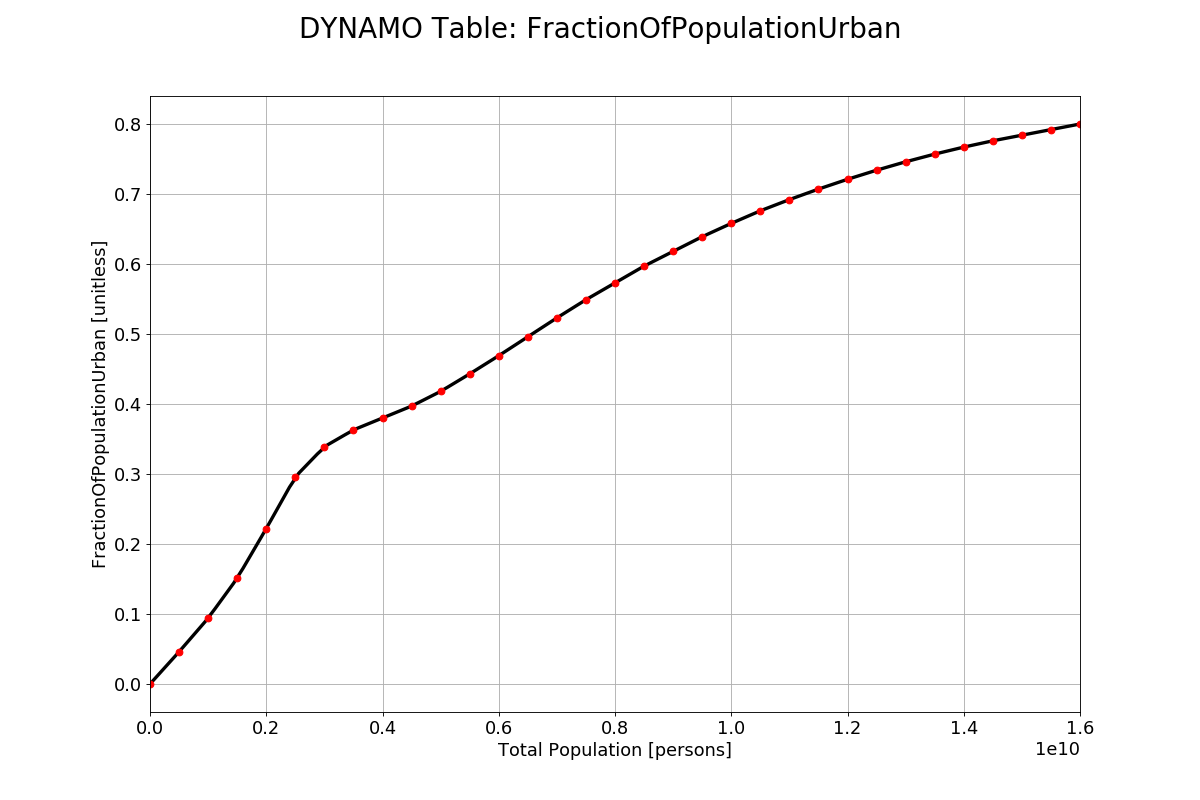 DYNAMO Table: FractionOfPopulationUrban
FractionOfPopulationUrban [unitless]
0.8
0.7
0.6
0.5
0.4
0.3
0.2
0.1
0.0
0.0 0.2 0.4 0.6 0.8 1.0 1.2 1.4 1.6
1e10
Total Population [persons]